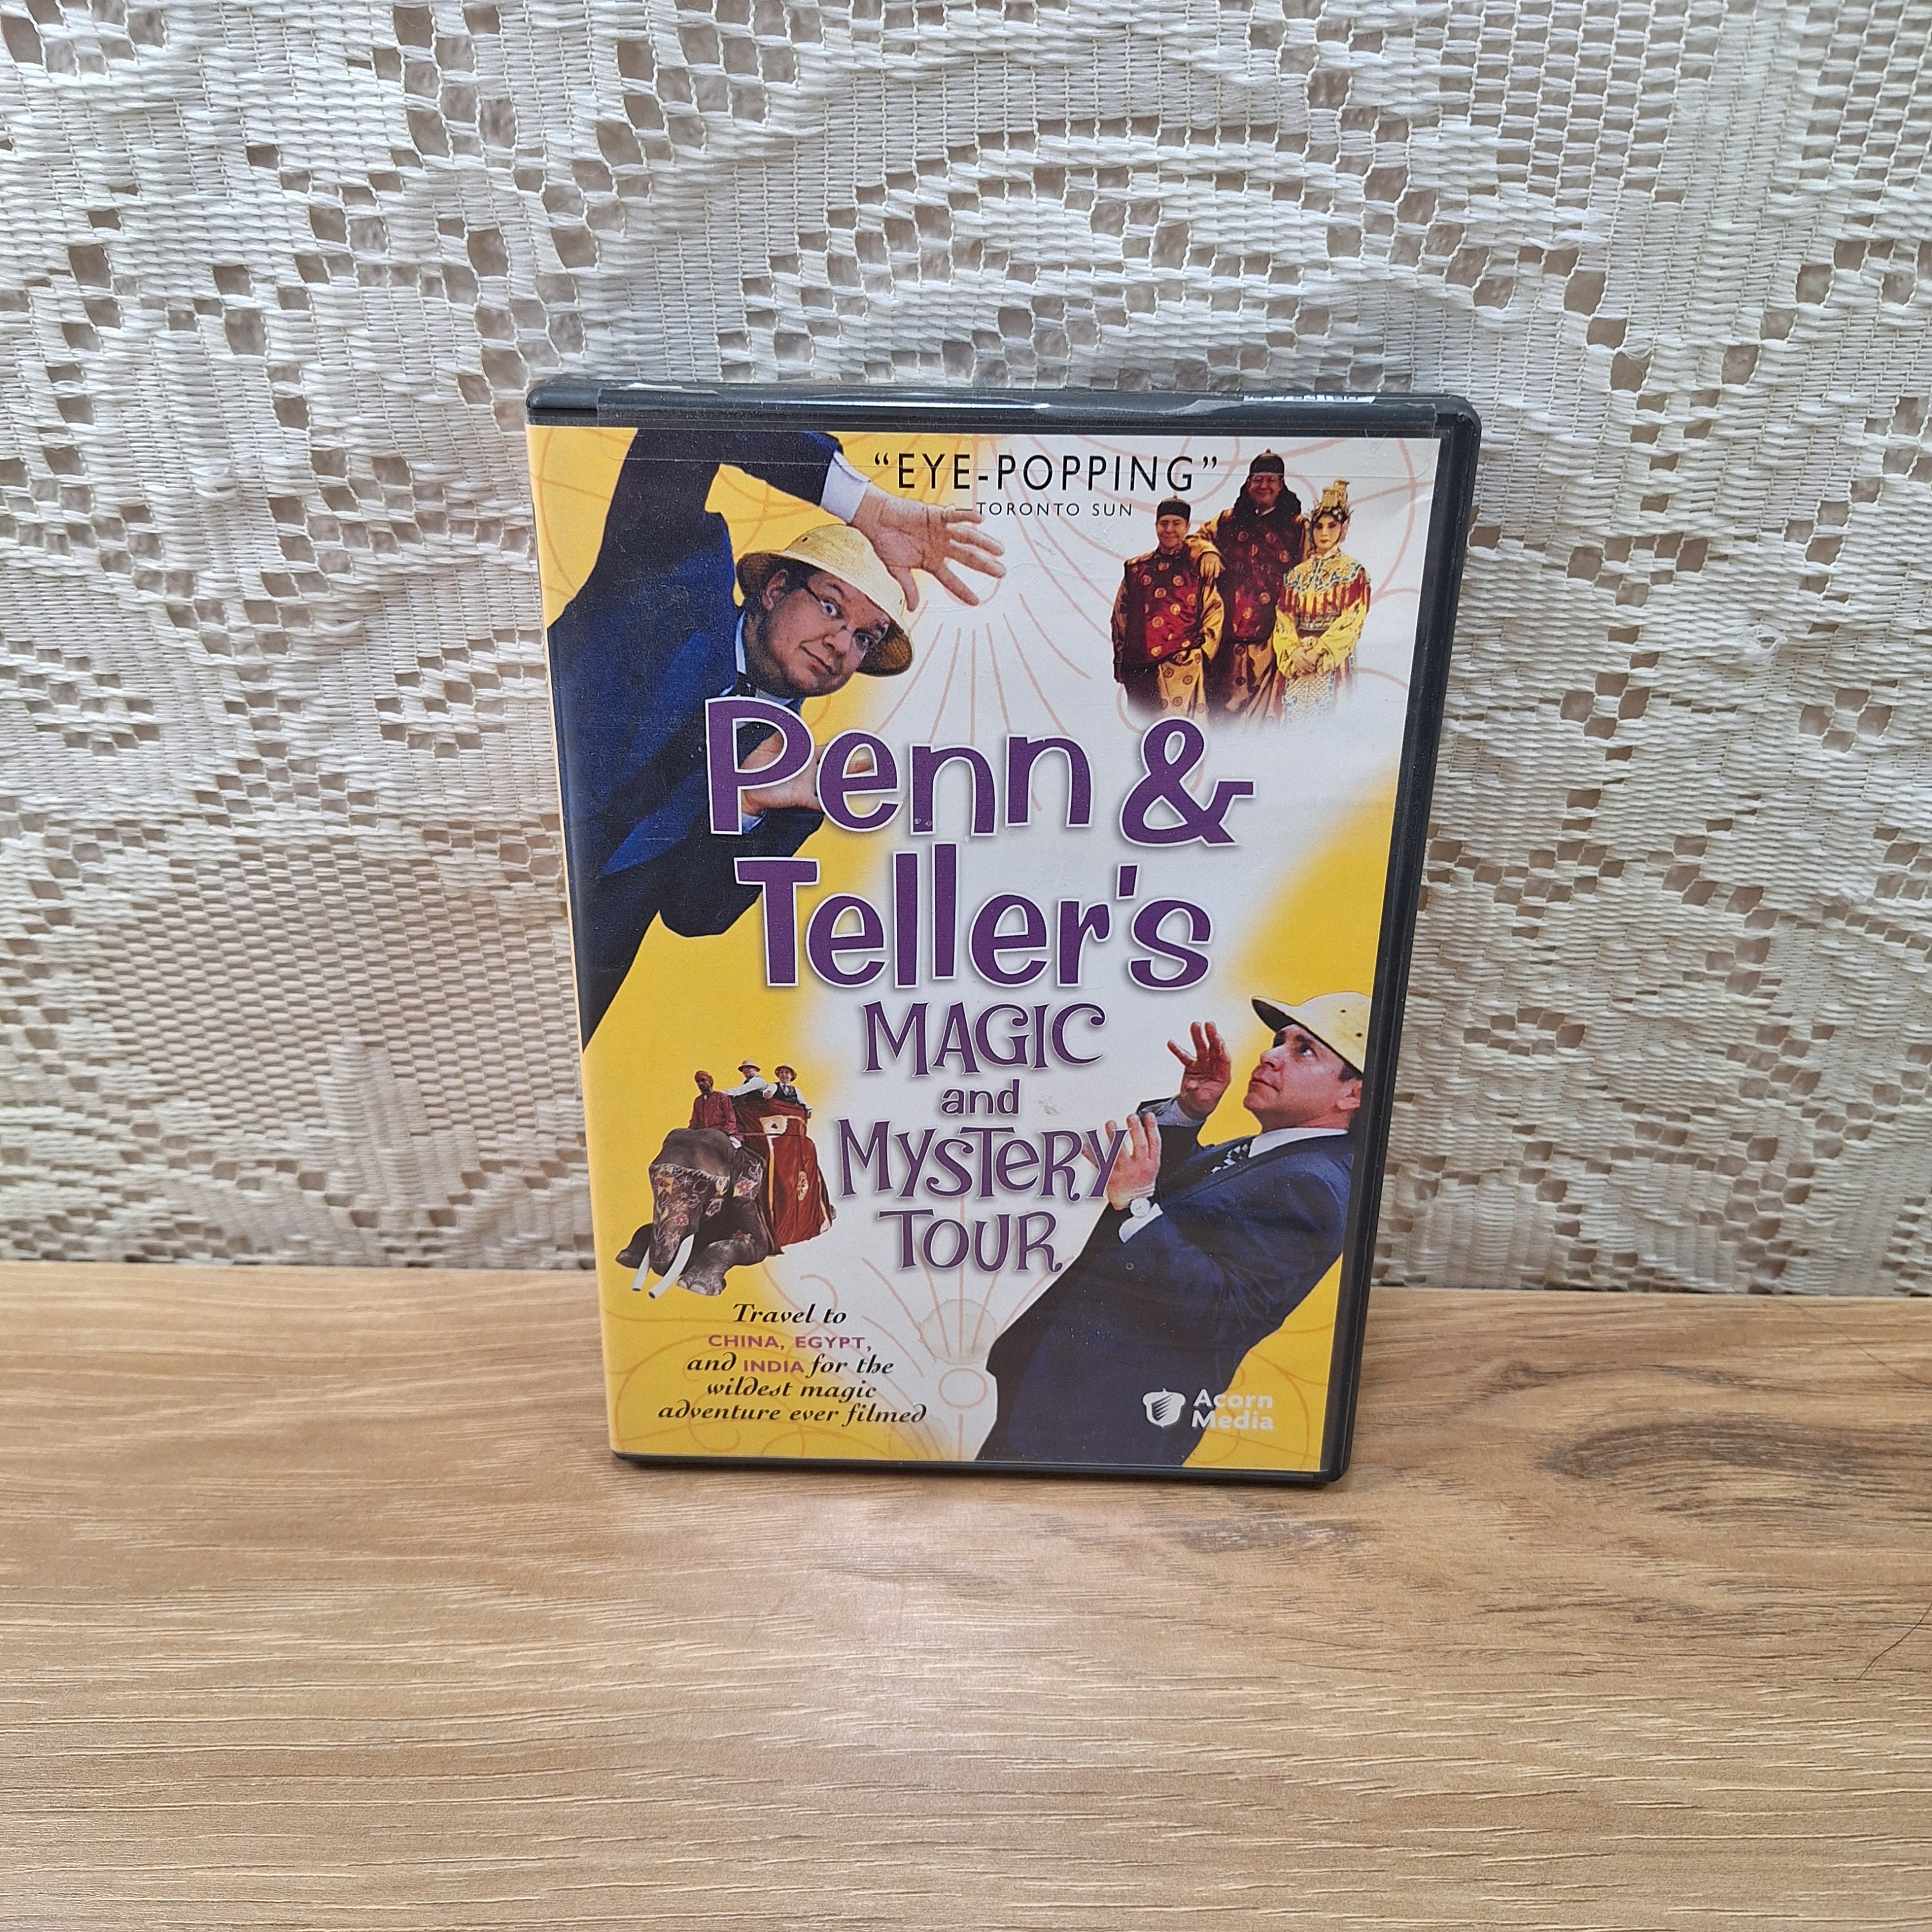 “EYE-POPPING”
—TORONTO SUN
Penn &
Teller's
MAGIC
and
MYSTERY
TOUR
Travel to
CHINA, EGYPT,
and INDIA for the
wildest magic
adventure ever filmed
Acorn
Media